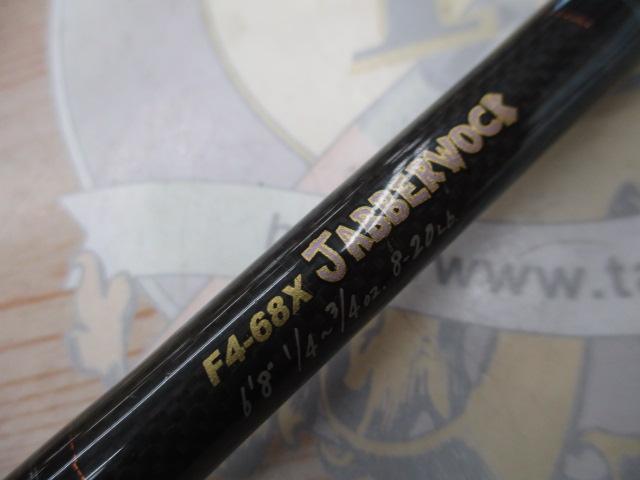 F4-68X JABBERWOCK
6'8" 1/4~3/4oz. 8-20Lb
www.ta